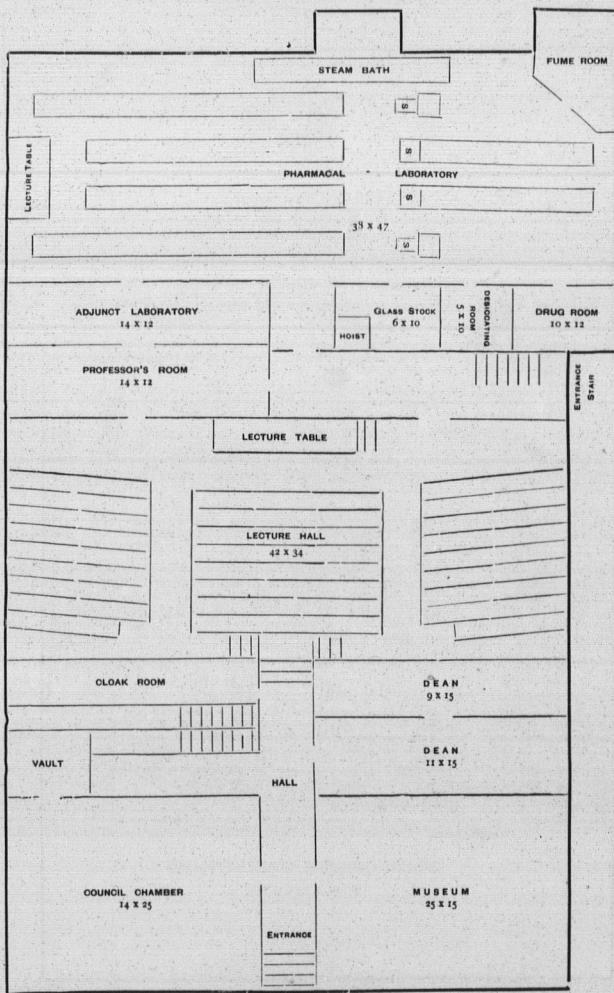 STEAM BATH
FUME ROOM
S
S
LECTURE TABLE
PHARMACAL LABORATORY
S
38 X 47
S
ADJUNCT LABORATORY
14 X 12
GLASS STOCK
6 X 10
HOIST
DESICCATING
ROOM
5 X 10
DRUG ROOM
10 X 12
PROFESSOR'S ROOM
14 X 12
ENTRANCE
STAIR
LECTURE TABLE
LECTURE HALL
42 X 34
CLOAK ROOM
DEAN
9 X 15
VAULT
DEAN
11 X 15
HALL
COUNCIL CHAMBER
14 X 25
MUSEUM
25 X 15
ENTRANCE